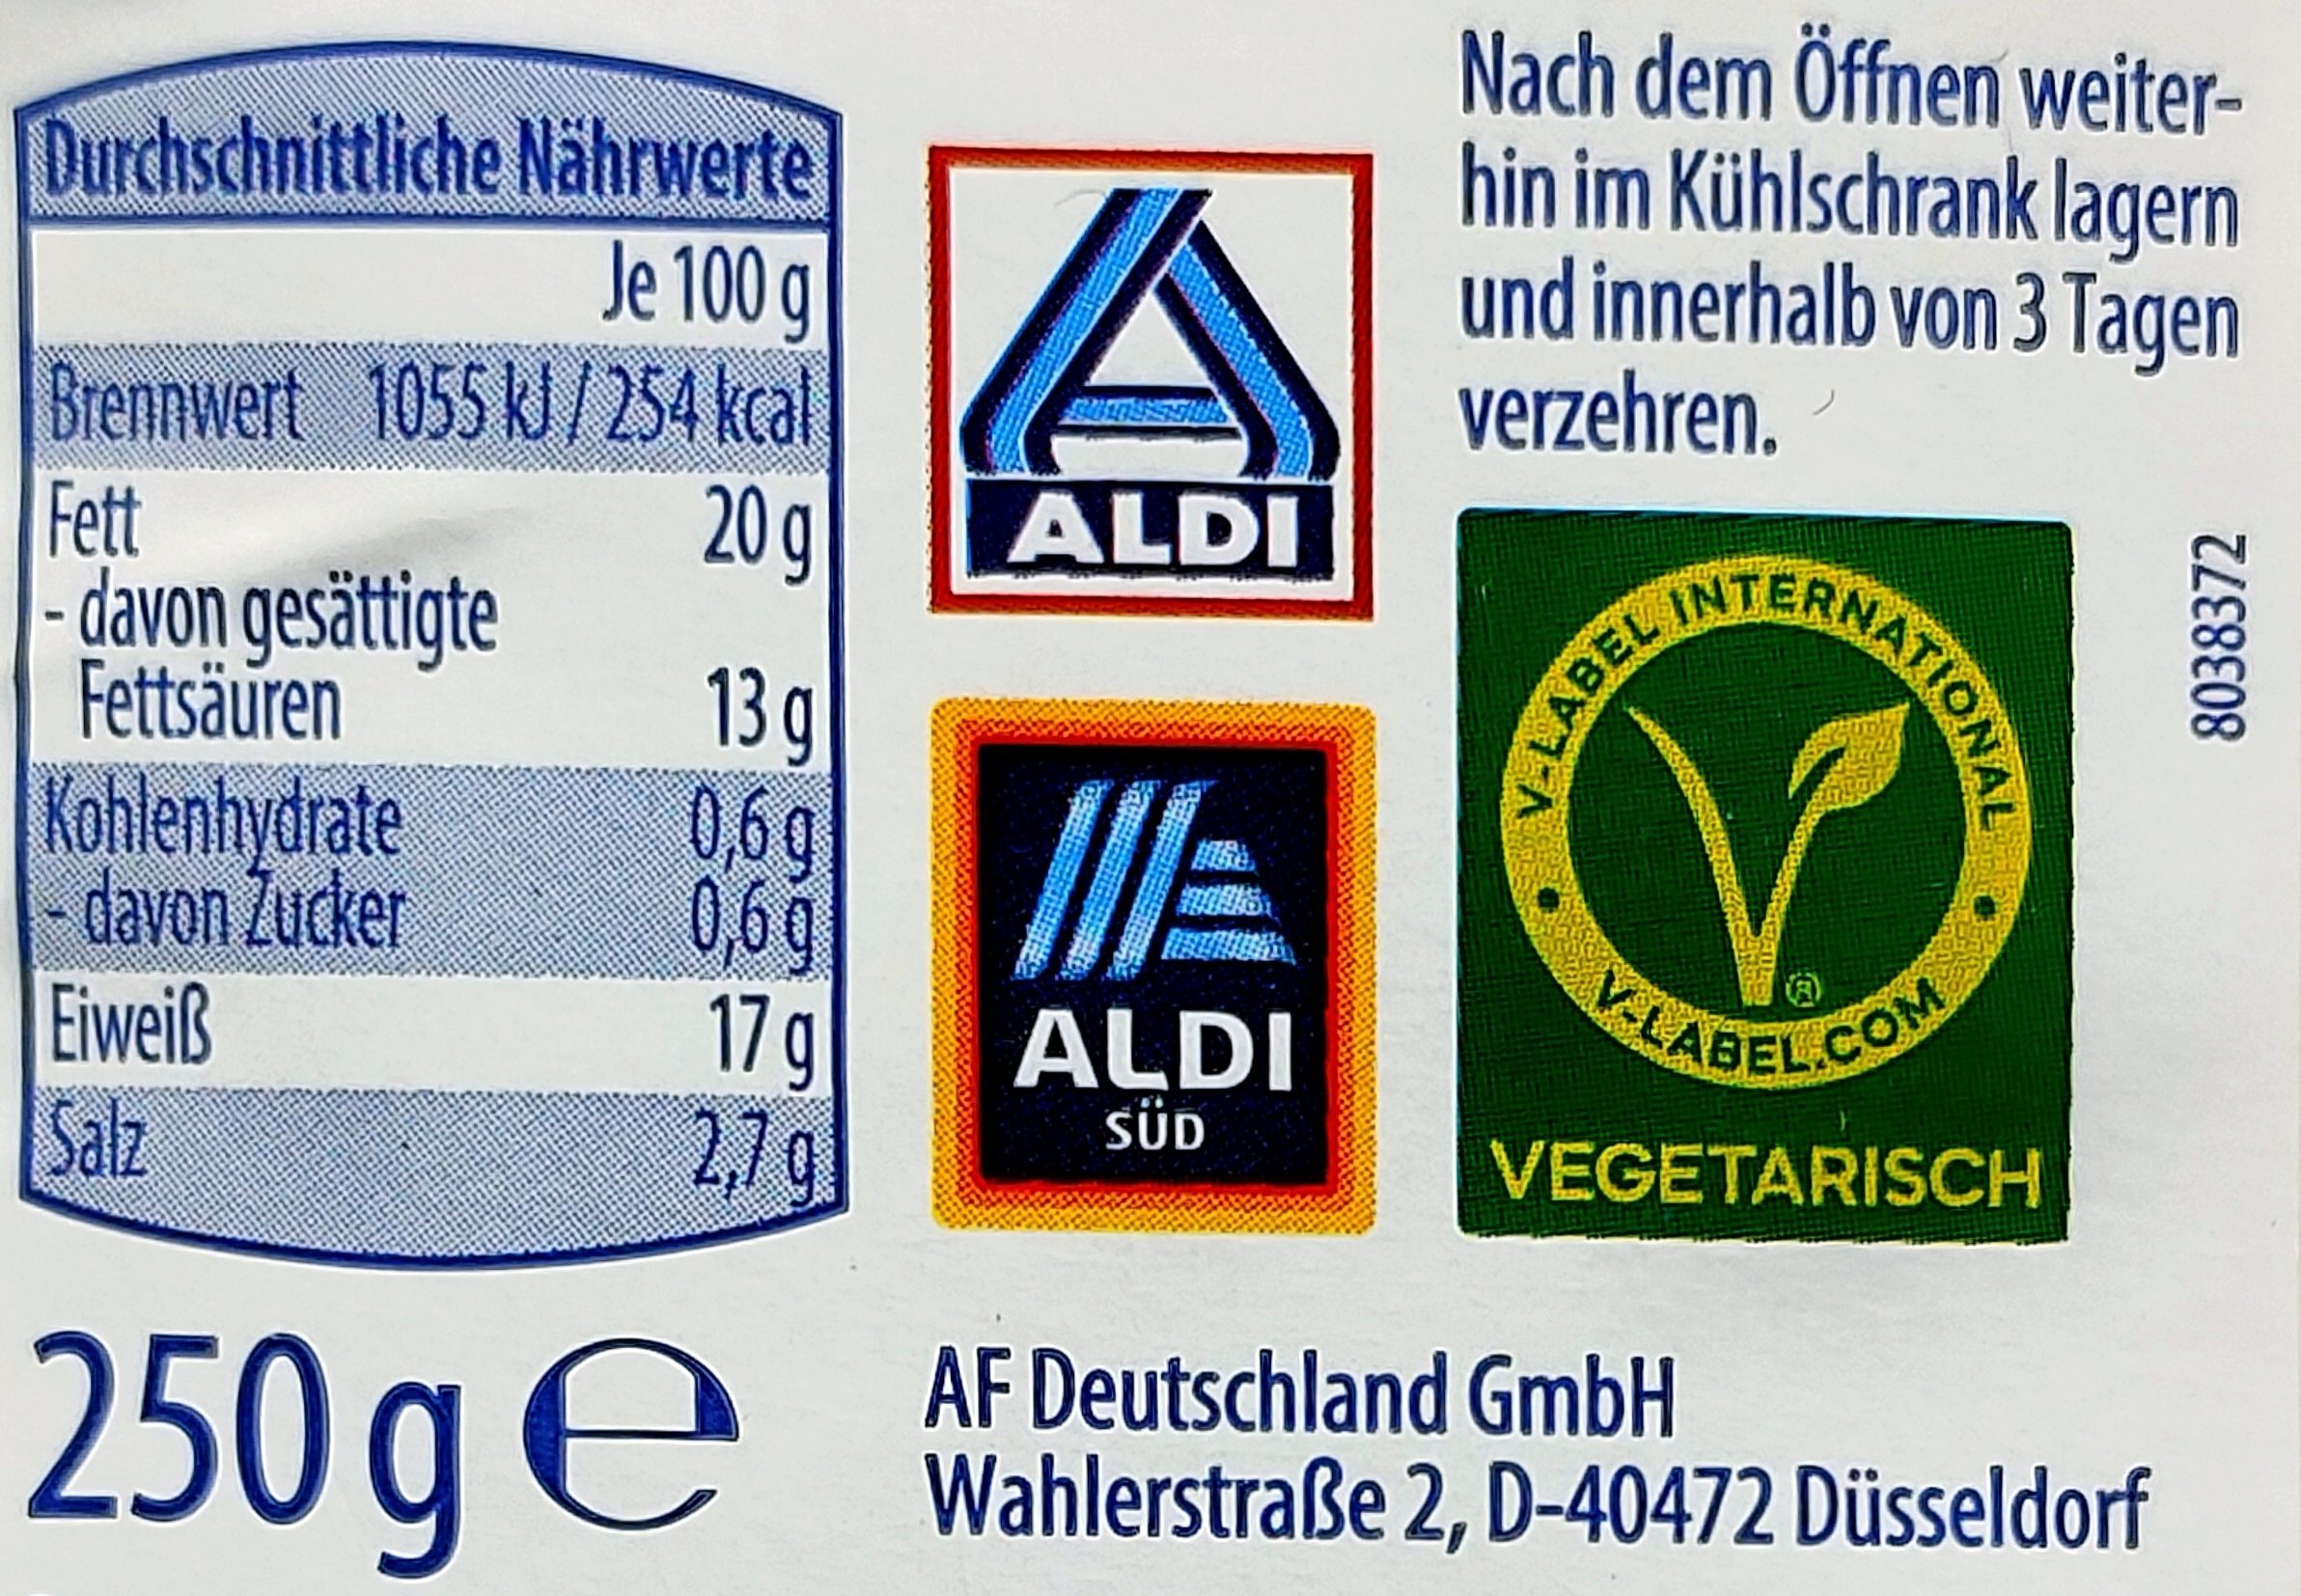 Durchschnittliche Nährwerte
Je 100 g
Brennwert 1055 kJ / 254 kcal
Fett 20 g
- davon gesättigte
Fettsäuren 13 g
Kohlenhydrate 0,6 g
- davon Zucker 0,6 g
Eiweiß 17 g
Salz 2,7 g
250 g ℮
ALDI
ALDI
SÜD
Nach dem Öffnen weiter-
hin im Kühlschrank lagern
und innerhalb von 3 Tagen
verzehren.
V-LABEL INTERNATIONAL
V-LABEL.COM
®
VEGETARISCH
8038372
AF Deutschland GmbH
Wahlerstraße 2, D-40472 Düsseldorf